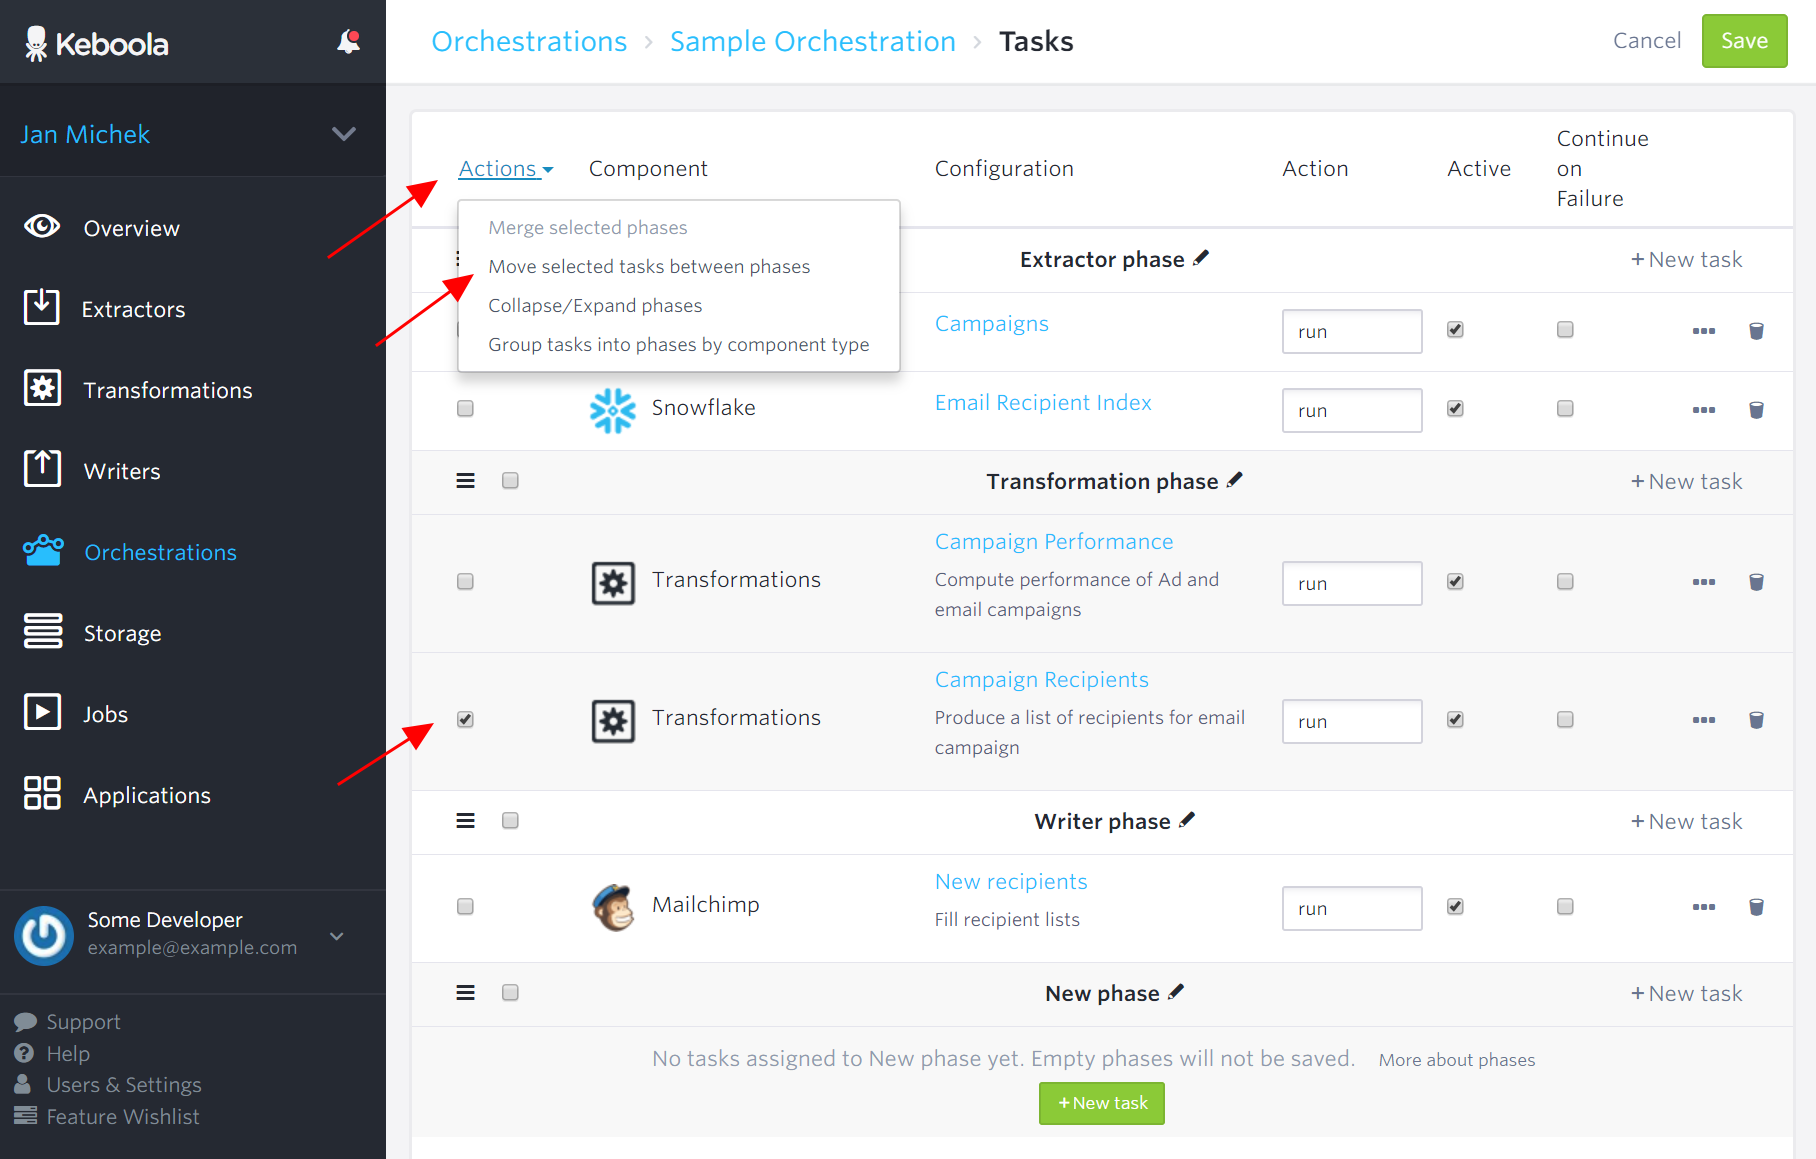 Keboola
Orchestrations › Sample Orchestration › Tasks
Cancel
Save
Jan Michek
Overview
Extractors
Transformations
Writers
Orchestrations
Storage
Jobs
Applications
Some Developer
example@example.com
Support
Help
Users & Settings
Feature Wishlist
Actions Component Configuration Action Active Continue
on
Failure
Merge selected phases
Move selected tasks between phases
Collapse/Expand phases
Group tasks into phases by component type
Extractor phase +New task
Campaigns run
Snowflake Email Recipient Index run
Transformation phase +New task
Transformations Campaign Performance run
Compute performance of Ad and
email campaigns
Transformations Campaign Recipients run
Produce a list of recipients for email
campaign
Writer phase +New task
Mailchimp New recipients run
Fill recipient lists
New phase +New task
No tasks assigned to New phase yet. Empty phases will not be saved. More about phases
+New task